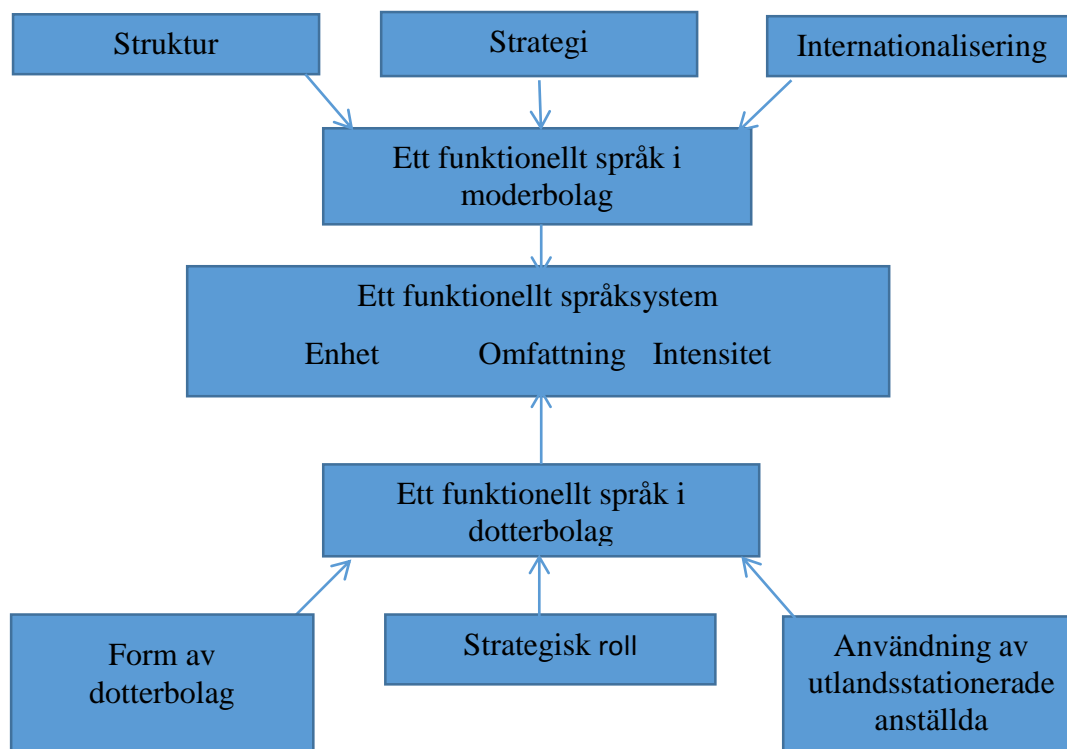 Struktur
Strategi
Internationalisering
Ett funktionellt språk i
moderbolag
Ett funktionellt språksystem
Enhet Omfattning Intensitet
Ett funktionellt språk i
dotterbolag
Form av
dotterbolag
Strategisk roll
Användning av
utlandsstationerade
anställda